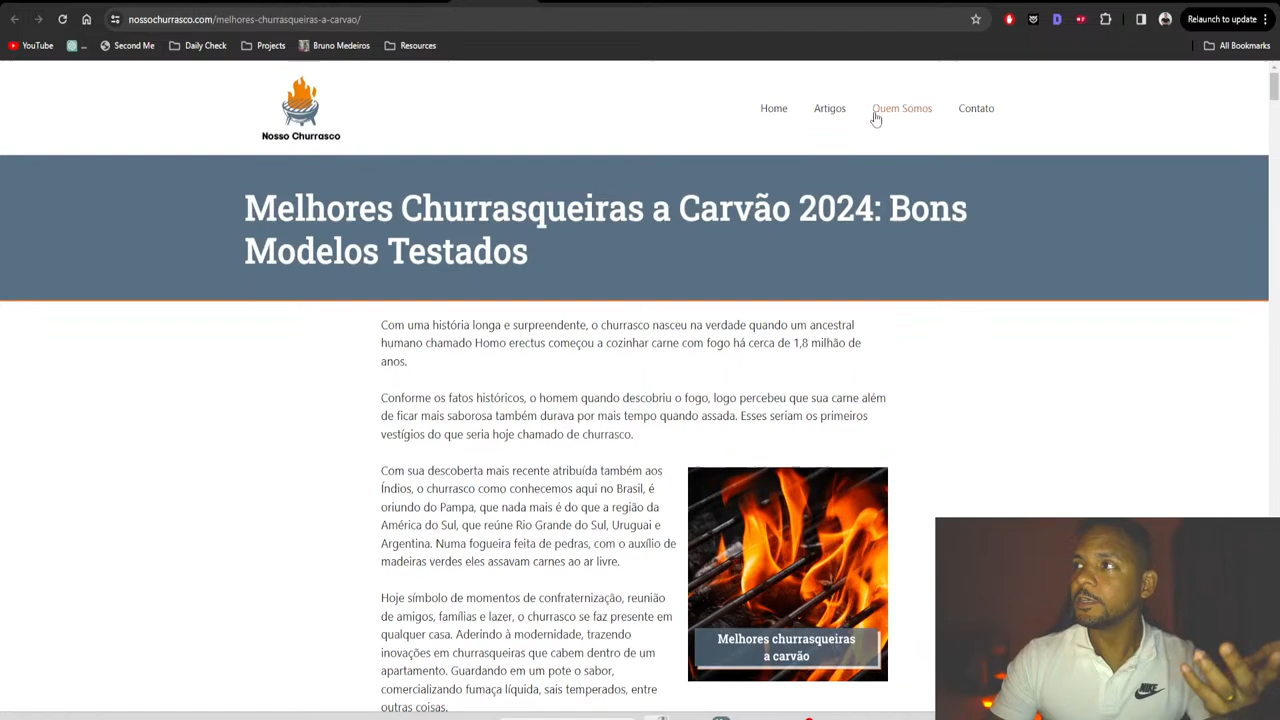 nossochurrasco.com/melhores-churrasqueiras-a-carvao/
Relaunch to update
YouTube
...
Second Me
Daily Check
Projects
Bruno Medeiros
Resources
All Bookmarks
Nosso Churrasco
Home
Artigos
Quem Somos
Contato
Melhores Churrasqueiras a Carvão 2024: Bons
Modelos Testados
Com uma história longa e surpreendente, o churrasco nasceu na verdade quando um ancestral
humano chamado Homo erectus começou a cozinhar carne com fogo há cerca de 1,8 milhão de
anos.
Conforme os fatos históricos, o homem quando descobriu o fogo, logo percebeu que sua carne além
de ficar mais saborosa também durava por mais tempo quando assada. Esses seriam os primeiros
vestígios do que seria hoje chamado de churrasco.
Com sua descoberta mais recente atribuída também aos
Índios, o churrasco como conhecemos aqui no Brasil, é
oriundo do Pampa, que nada mais é do que a região da
América do Sul, que reúne Rio Grande do Sul, Uruguai e
Argentina. Numa fogueira feita de pedras, com o auxílio de
madeiras verdes eles assavam carnes ao ar livre.
Hoje símbolo de momentos de confraternização, reunião
de amigos, famílias e lazer, o churrasco se faz presente em
qualquer casa. Aderindo à modernidade, trazendo
inovações em churrasqueiras que cabem dentro de um
apartamento. Guardando em um pote o sabor,
comercializando fumaça líquida, sais temperados, entre
outras coisas.
Melhores churrasqueiras
a carvão